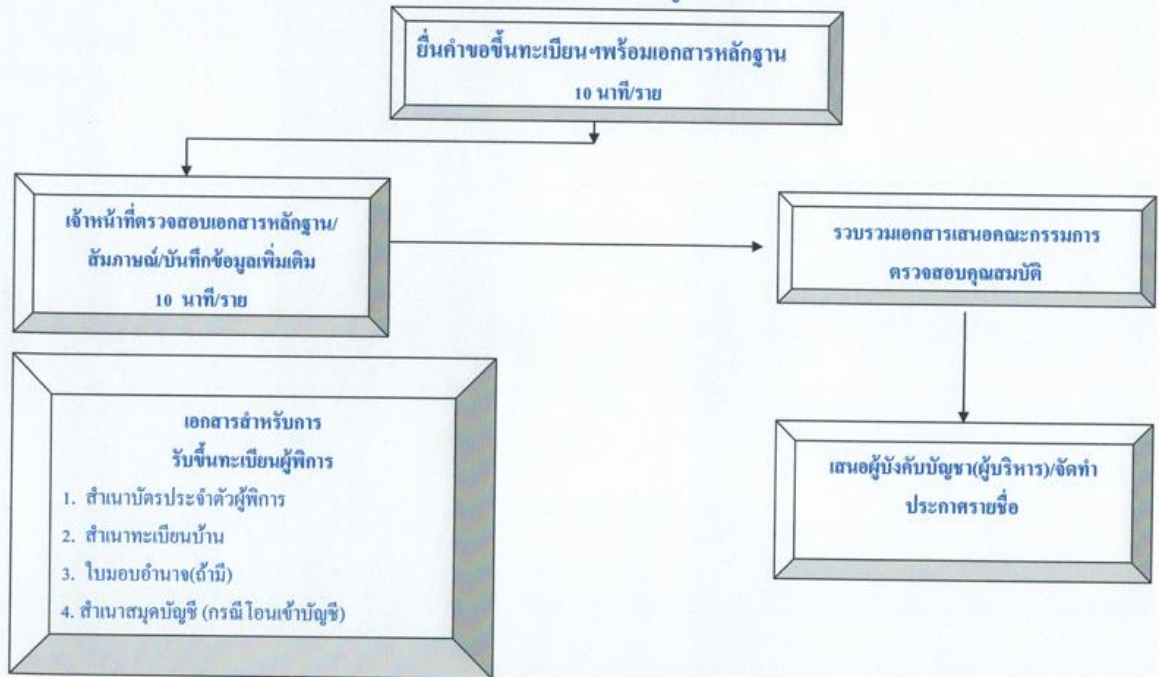 ยื่นคำขอขึ้นทะเบียนฯพร้อมเอกสารหลักฐาน
10 นาที/ราย
เจ้าหน้าที่ตรวจสอบเอกสารหลักฐาน/
สัมภาษณ์/บันทึกข้อมูลเพิ่มเติม
10 นาที/ราย
รวบรวมเอกสารเสนอคณะกรรมการ
ตรวจสอบคุณสมบัติ
เอกสารสำหรับการ
รับขึ้นทะเบียนผู้พิการ
1. สำเนาบัตรประจำตัวผู้พิการ
2. สำเนาทะเบียนบ้าน
3. ใบมอบอำนาจ(ถ้ามี)
4. สำเนาสมุดบัญชี (กรณีโอนเข้าบัญชี)
เสนอผู้บังคับบัญชา(ผู้บริหาร)/จัดทำ
ประกาศรายชื่อ